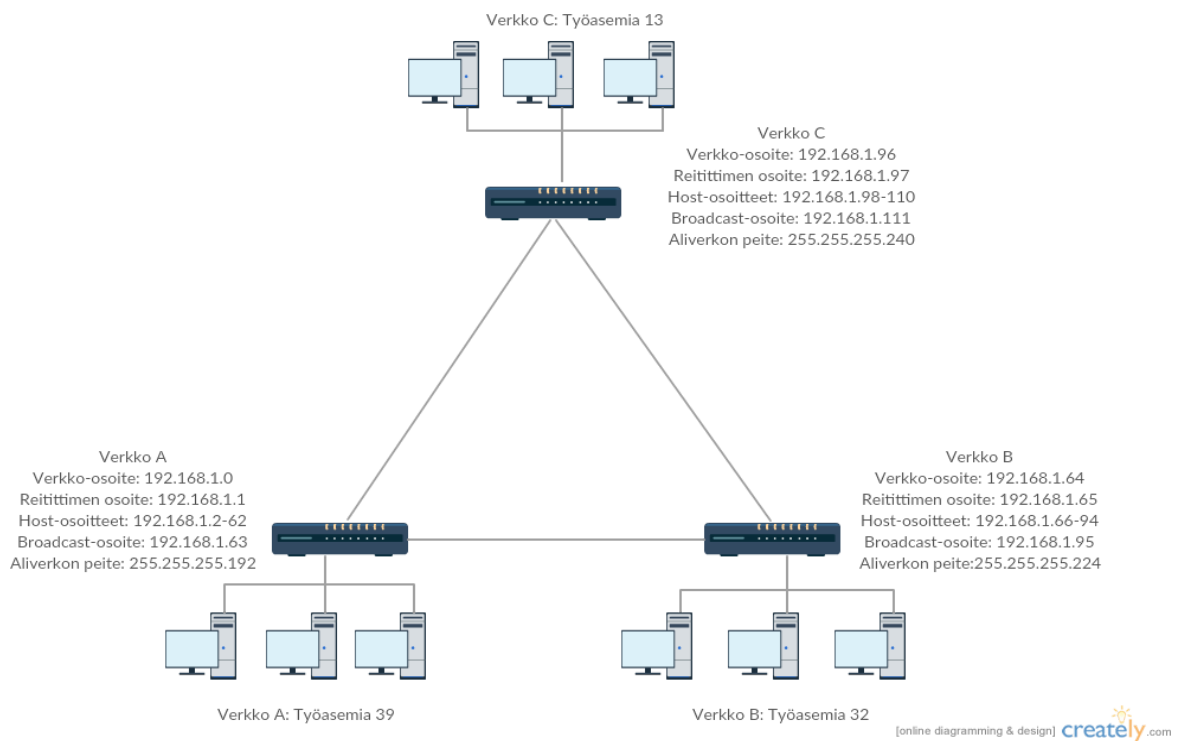 Verkko C: Työasemia 13
Verkko C
Verkko-osoite: 192.168.1.96
Reitittimen osoite: 192.168.1.97
Host-osoitteet: 192.168.1.98-110
Broadcast-osoite: 192.168.1.111
Aliverkon peite: 255.255.255.240
Verkko A
Verkko-osoite: 192.168.1.0
Reitittimen osoite: 192.168.1.1
Host-osoitteet: 192.168.1.2-62
Broadcast-osoite: 192.168.1.63
Aliverkon peite: 255.255.255.192
Verkko B
Verkko-osoite: 192.168.1.64
Reitittimen osoite: 192.168.1.65
Host-osoitteet: 192.168.1.66-94
Broadcast-osoite: 192.168.1.95
Aliverkon peite:255.255.255.224
Verkko A: Työasemia 39
Verkko B: Työasemia 32
[online diagramming & design] creately.com